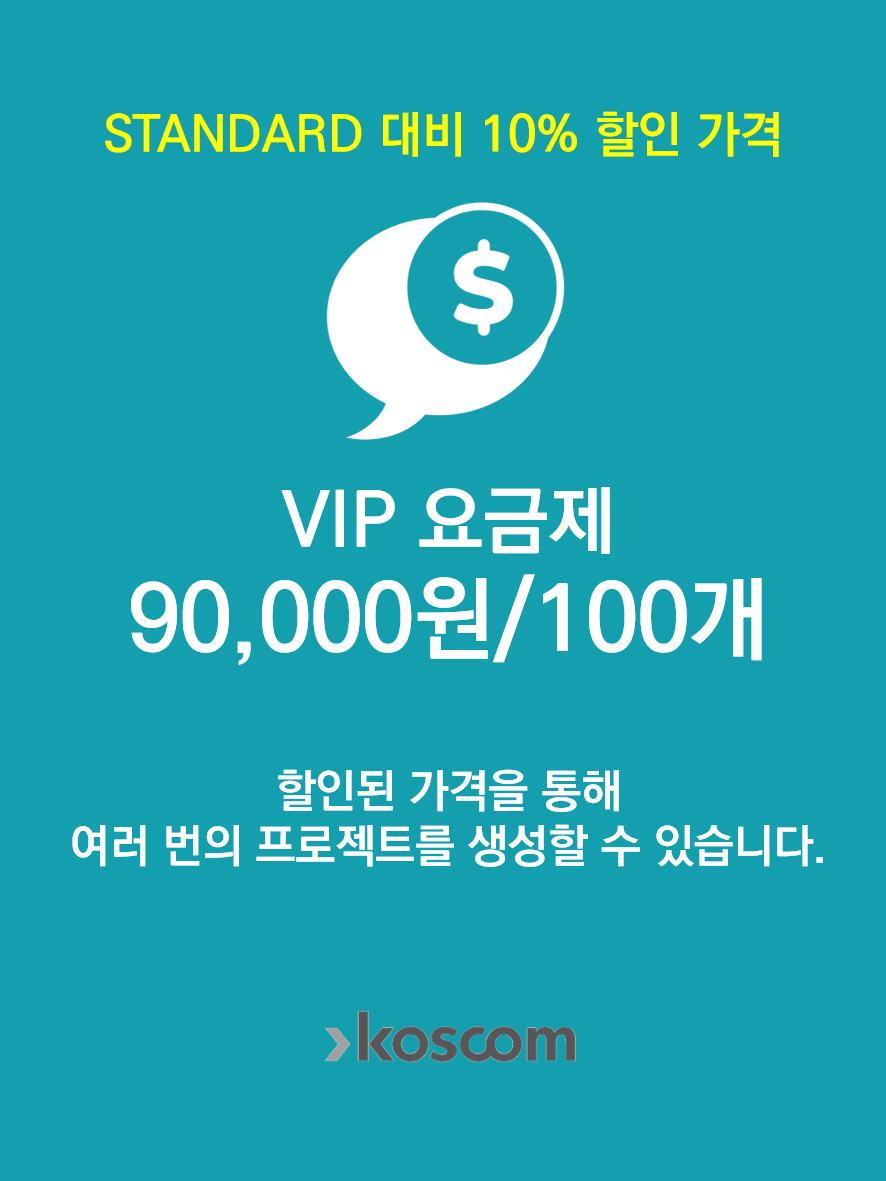 STANDARD 대비 10% 할인 가격
$
VIP 요금제
90,000원/100개
할인된 가격을 통해
여러 번의 프로젝트를 생성할 수 있습니다.
koscom